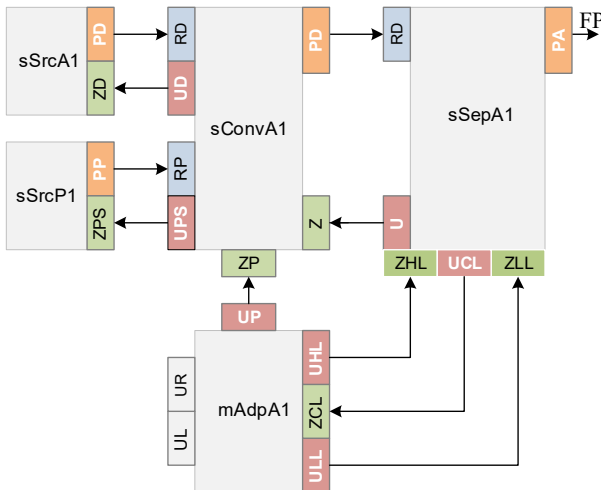 PD
RD
PD
RD
PA
FP
sSrcA1
ZD
UD
sConvA1
sSepA1
PP
RP
sSrcP1
ZPS
UPS
Z
U
ZP
ZHL
UCL
ZLL
UP
UHL
UR
mAdpA1
ZCL
UL
ULL